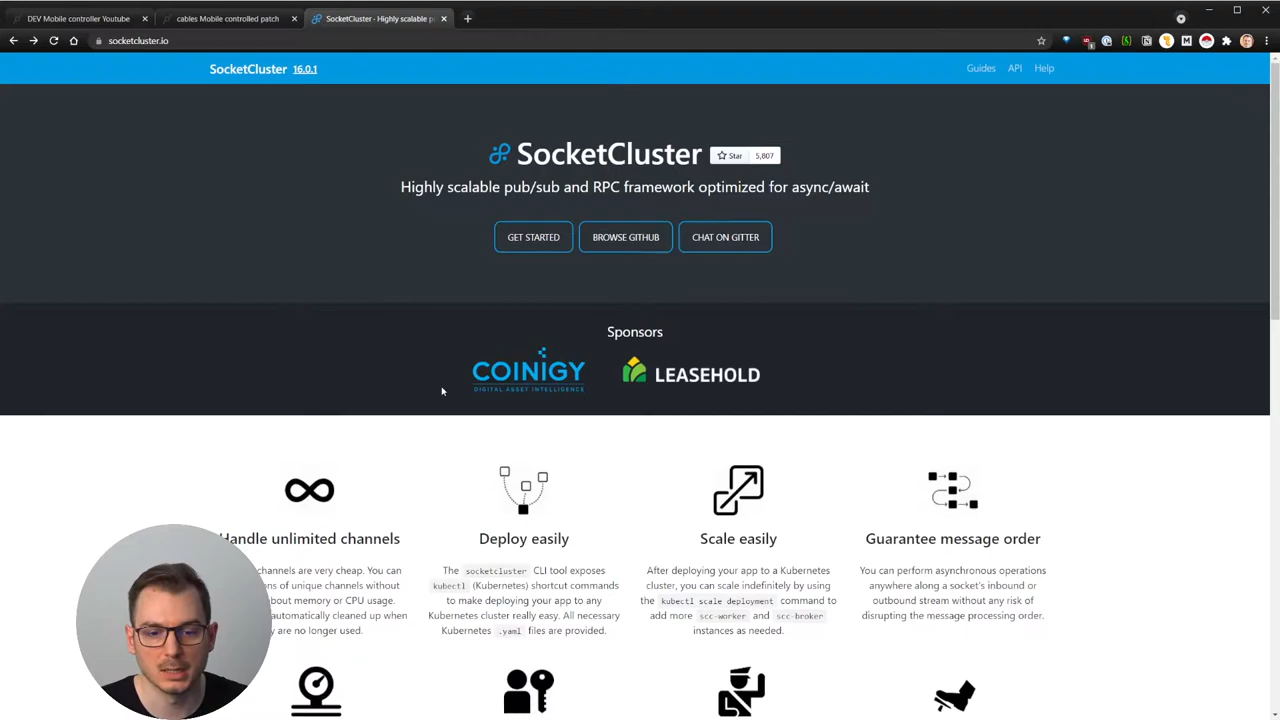 DEV Mobile controller Youtube
cables Mobile controlled patch
SocketCluster - Highly scalable p
socketcluster.io
SocketCluster 16.0.1
Guides API Help
SocketCluster
Star 5,807
Highly scalable pub/sub and RPC framework optimized for async/await
GET STARTED
BROWSE GITHUB
CHAT ON GITTER
Sponsors
COINIGY
DIGITAL ASSET INTELLIGENCE
LEASEHOLD
Handle unlimited channels
channels are very cheap. You can
ons of unique channels without
bout memory or CPU usage.
automatically cleaned up when
y are no longer used.
Deploy easily
The socketcluster CLI tool exposes
kubectl (Kubernetes) shortcut commands
to make deploying your app to any
Kubernetes cluster really easy. All necessary
Kubernetes .yaml files are provided.
Scale easily
After deploying your app to a Kubernetes
cluster, you can scale indefinitely by using
the kubectl scale deployment command to
add more scc-worker and scc-broker
instances as needed.
Guarantee message order
You can perform asynchronous operations
anywhere along a socket's inbound or
outbound stream without any risk of
disrupting the message processing order.